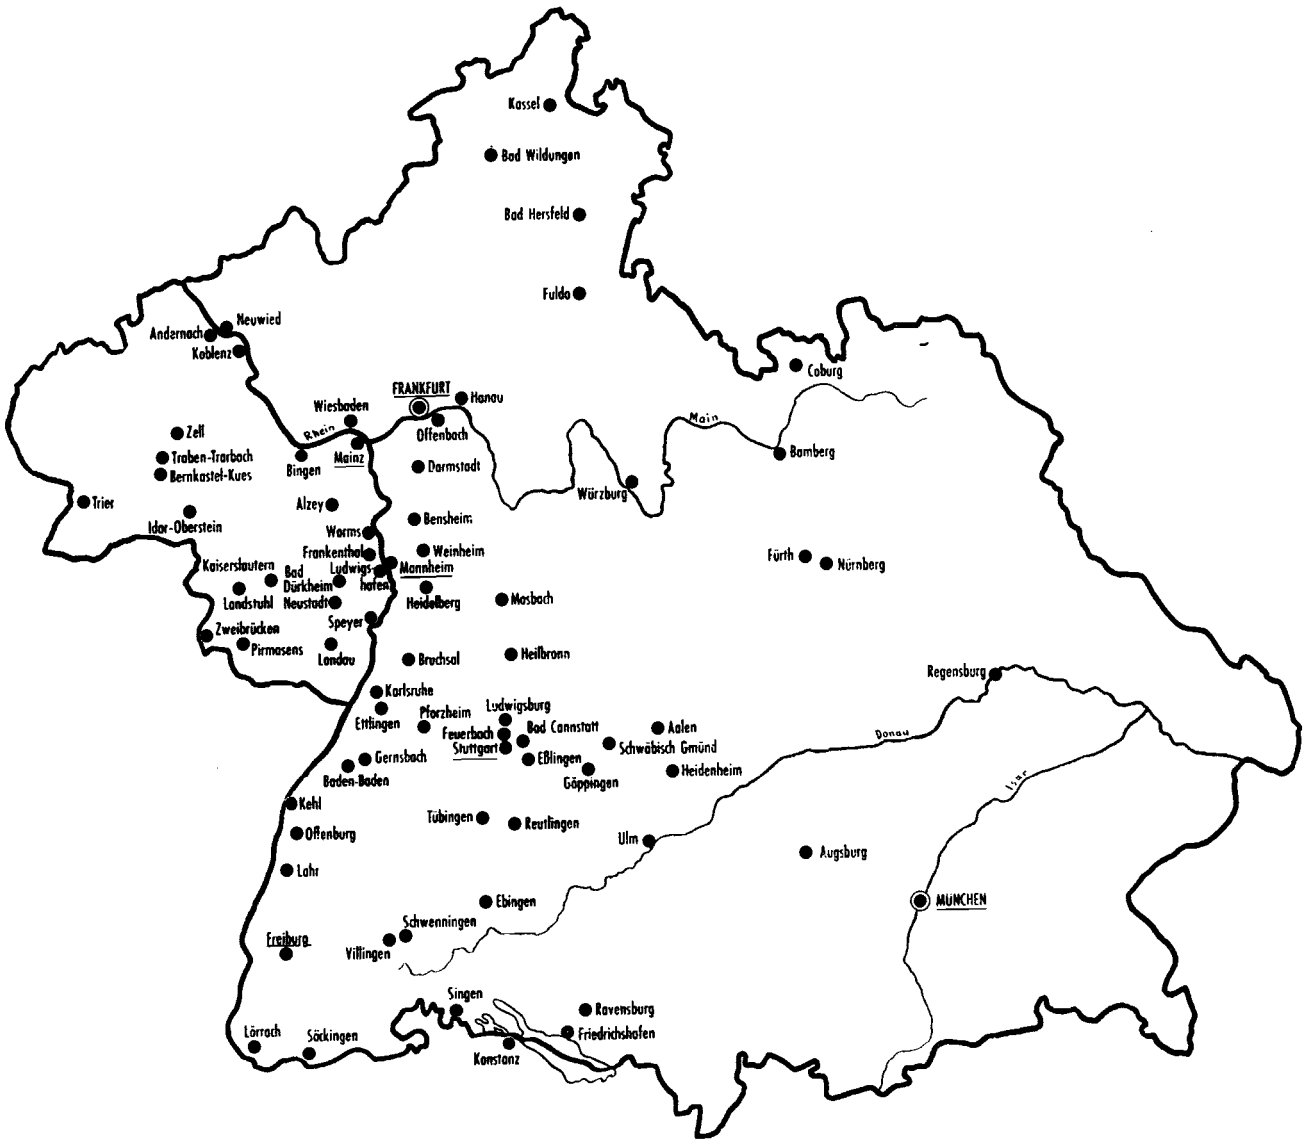 Kassel
Bad Wildungen
Bad Hersfeld
Fulda
Neuwied
Andernach
Koblenz
Coburg
FRANKFURT
Hanau
Wiesbaden
Main
Rhein
Offenbach
Zell
Mainz
Bamberg
Traben-Trarbach
Bingen
Darmstadt
Bernkastel-Kues
Würzburg
Trier
Alzey
Idar-Oberstein
Bensheim
Worms
Frankenthal
Weinheim
Fürth
Nürnberg
Kaiserslautern
Bad
Dürkheim
Ludwigs-
hafen
Mannheim
Landstuhl
Neustadt
Heidelberg
Mosbach
Speyer
Zweibrücken
Pirmasens
Landau
Bruchsal
Heilbronn
Regensburg
Karlsruhe
Ettlingen
Pforzheim
Ludwigsburg
Feuerbach
Bad Cannstatt
Aalen
Donau
Stuttgart
Schwäbisch Gmünd
Gernsbach
Eßlingen
Baden-Baden
Göppingen
Heidenheim
Isar
Kehl
Tübingen
Reutlingen
Offenburg
Ulm
Augsburg
Lahr
Ebingen
MÜNCHEN
Schwenningen
Freiburg
Villingen
Singen
Ravensburg
Lörrach
Säckingen
Friedrichshafen
Konstanz